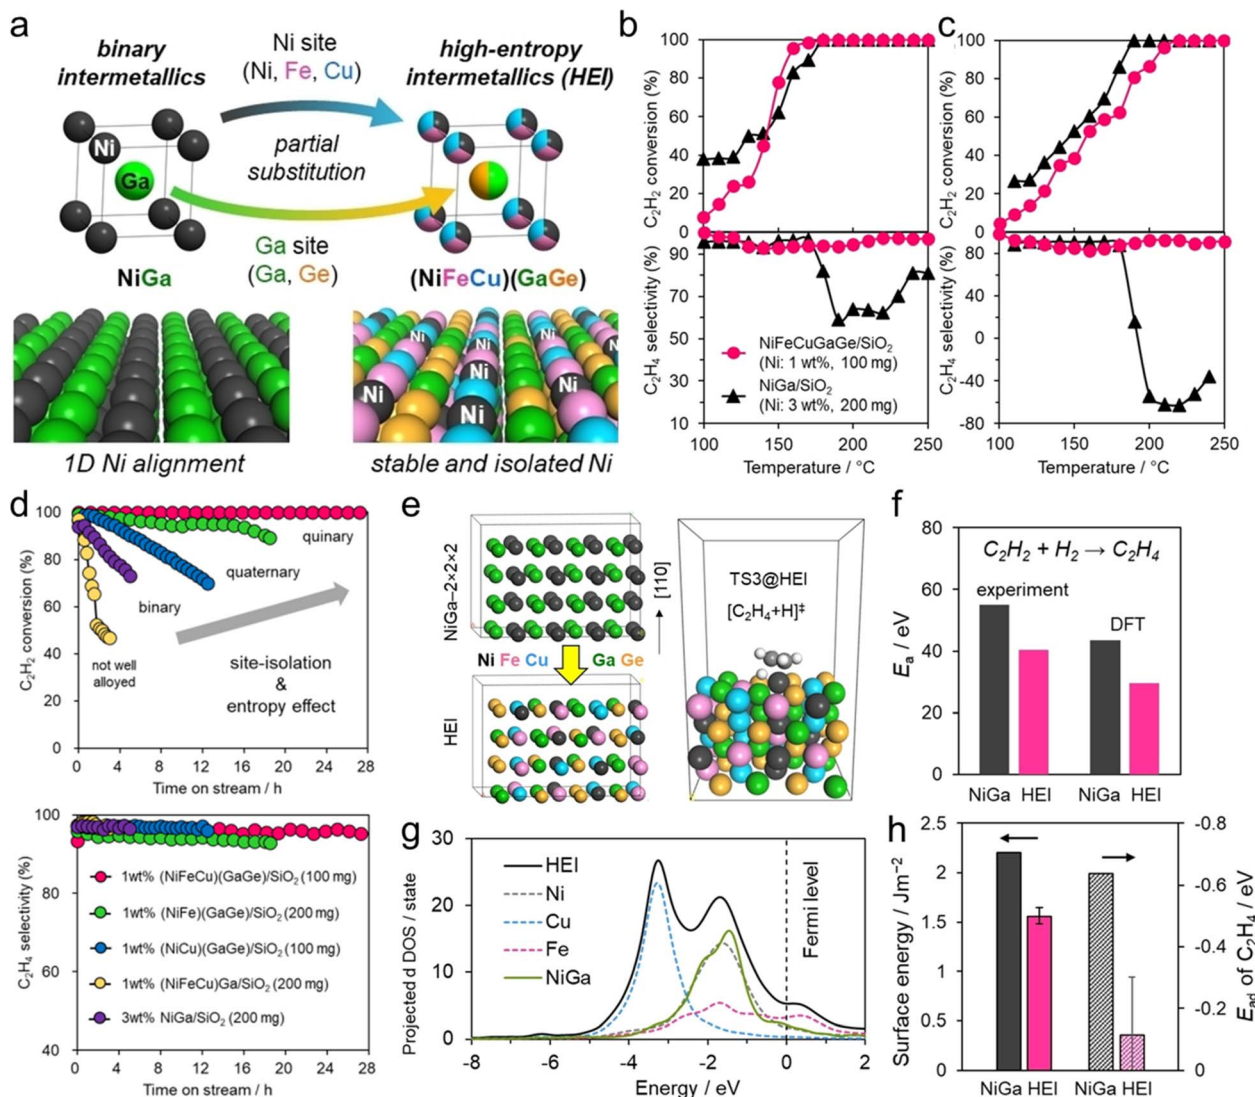 a
binary
intermetallics
Ni site
(Ni, Fe, Cu)
high-entropy
intermetallics (HEI)
Ni
Ga
partial
substitution
Ga site
(Ga, Ge)
NiGa
(NiFeCu)(GaGe)
Ni
Ni
Ni
Ni
Ni
Ni
1D Ni alignment
stable and isolated Ni
b
C₂H₂ conversion (%)
100
80
60
40
20
0
C₂H₄ selectivity (%)
90
70
50
30
10
NiFeCuGaGe/SiO₂
(Ni: 1 wt%, 100 mg)
NiGa/SiO₂
(Ni: 3 wt%, 200 mg)
100 150 200 250
Temperature / °C
c
C₂H₂ conversion (%)
100
80
60
40
20
0
C₂H₄ selectivity (%)
80
40
0
-40
-80
100 150 200 250
Temperature / °C
d
C₂H₂ conversion (%)
100
80
60
40
20
0
quinary
quaternary
binary
not well
alloyed
site-isolation
&
entropy effect
0 4 8 12 16 20 24 28
Time on stream / h
C₂H₄ selectivity (%)
100
80
60
40
1wt% (NiFeCu)(GaGe)/SiO₂ (100 mg)
1wt% (NiFe)(GaGe)/SiO₂ (200 mg)
1wt% (NiCu)(GaGe)/SiO₂ (100 mg)
1wt% (NiFeCu)Ga/SiO₂ (200 mg)
3wt% NiGa/SiO₂ (200 mg)
0 4 8 12 16 20 24 28
Time on stream / h
e
NiGa–2×2×2
[110]
Ni Fe Cu Ga Ge
HEI
TS3@HEI
[C₂H₄+H]‡
f
Eₐ / eV
80
60
40
20
0
C₂H₂ + H₂ → C₂H₄
experiment
DFT
NiGa HEI NiGa HEI
g
Projected DOS / state
30
20
10
0
HEI
Ni
Cu
Fe
NiGa
Fermi level
-8 -6 -4 -2 0 2
Energy / eV
h
Surface energy / Jm⁻²
2.5
2
1.5
1
0.5
0
-0.8
-0.6
-0.4
-0.2
0
E_ad of C₂H₄ / eV
NiGa HEI NiGa HEI